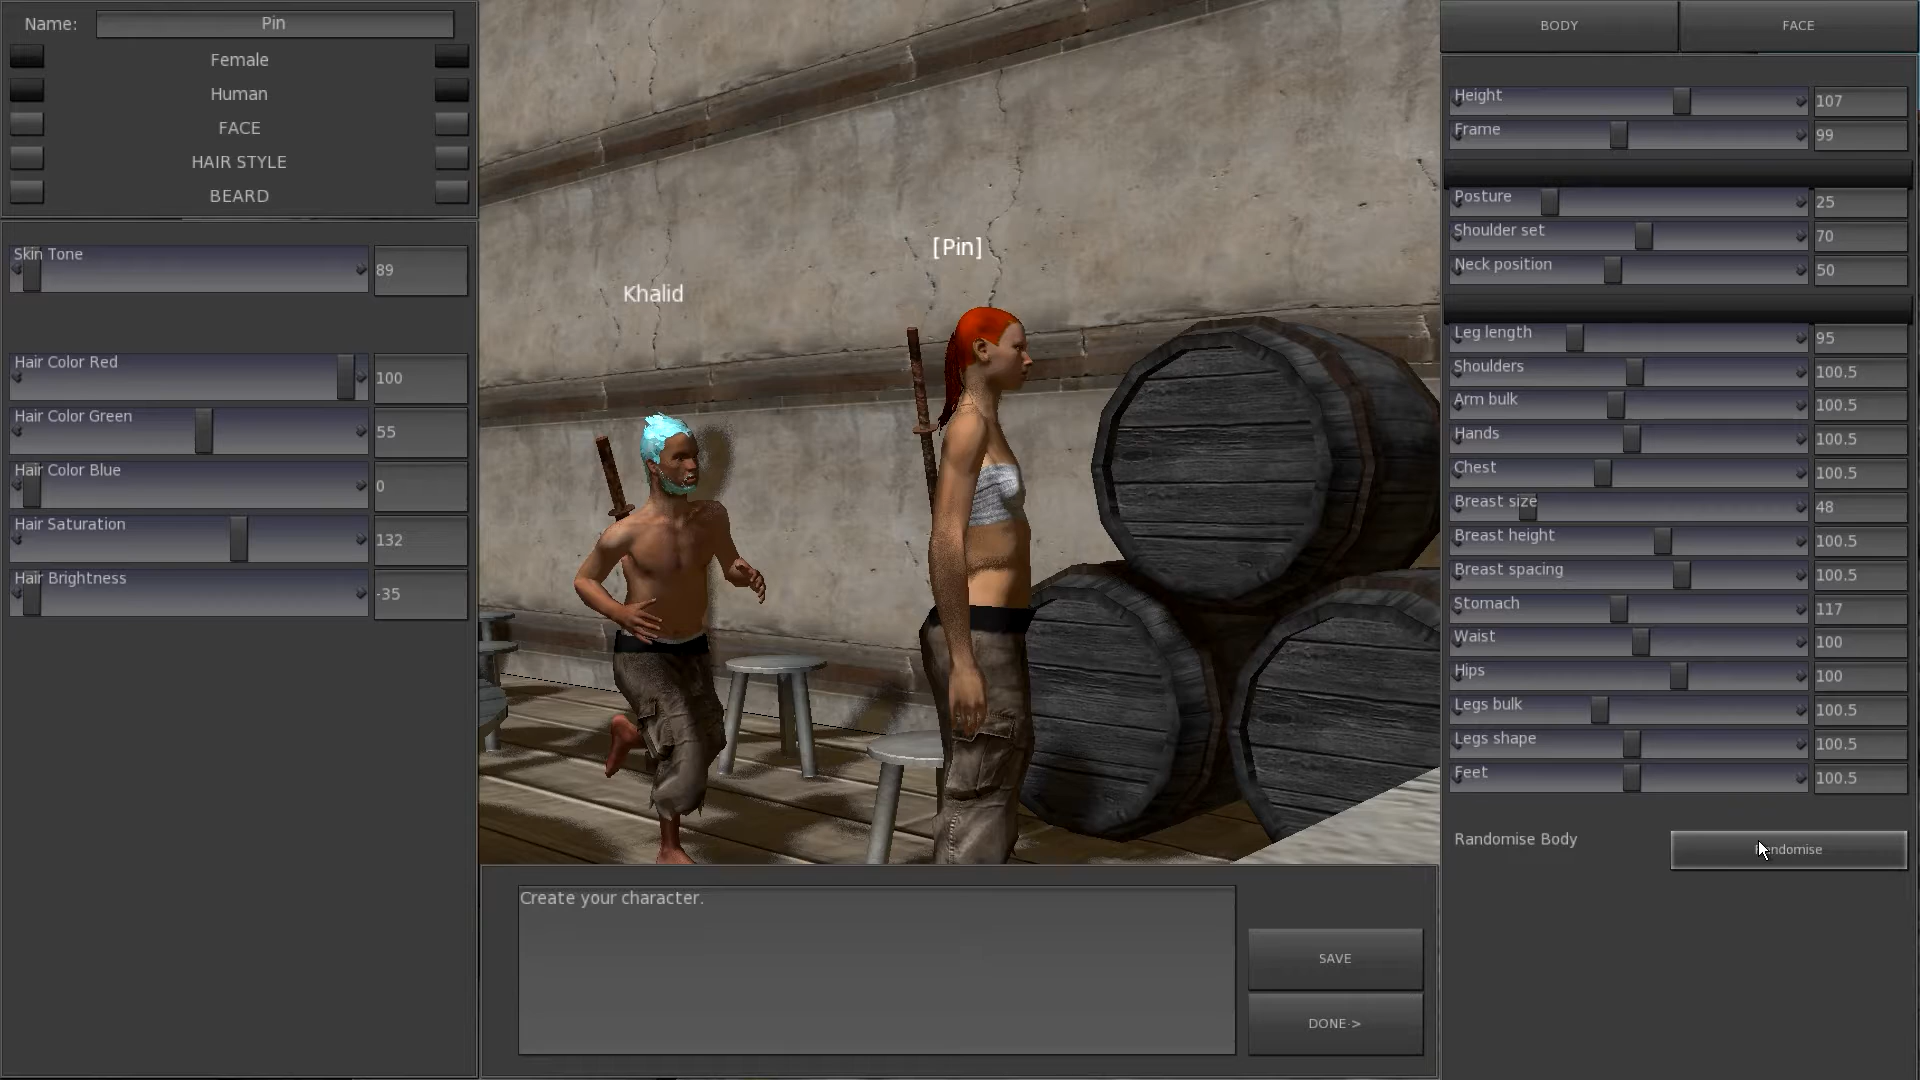 Name: Pin
Female
Human
FACE
HAIR STYLE
BEARD
Skin Tone 89
Hair Color Red 100
Hair Color Green 55
Hair Color Blue 0
Hair Saturation 132
Hair Brightness -35
Khalid
[Pin]
Create your character.
SAVE
DONE->
BODY FACE
Height 107
Frame 99
Posture 25
Shoulder set 70
Neck position 50
Leg length 95
Shoulders 100.5
Arm bulk 100.5
Hands 100.5
Chest 100.5
Breast size 48
Breast height 100.5
Breast spacing 100.5
Stomach 117
Waist 100
Hips 100
Legs bulk 100.5
Legs shape 100.5
Feet 100.5
Randomise Body Randomise